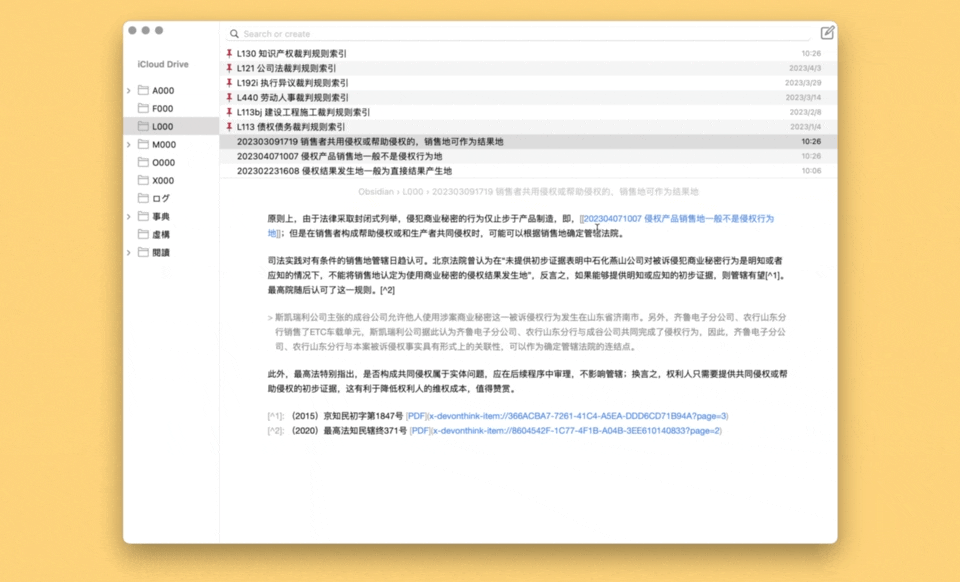 Search or create
iCloud Drive
A000
F000
L000
M000
O000
X000
ログ
事典
虚構
閲讀
L130 知识产权裁判规则索引 10:26
L121 公司法裁判规则索引 2023/4/3
L192i 执行异议裁判规则索引 2023/3/29
L440 劳动人事裁判规则索引 2023/3/14
L113bj 建设工程施工裁判规则索引 2023/2/8
L113 债权债务裁判规则索引 2023/1/4
202303091719 销售者共用侵权或帮助侵权的，销售地可作为结果地 10:26
202304071007 侵权产品销售地一般不是侵权行为地 10:26
202302231608 侵权结果发生地一般为直接结果产生地 10:06
Obsidian › L000 › 202303091719 销售者共用侵权或帮助侵权的，销售地可作为结果地
原则上，由于法律采取封闭式列举，侵犯商业秘密的行为仅止步于产品制造，即，[[202304071007 侵权产品销售地一般不是侵权行为
地]]；但是在销售者构成帮助侵权或和生产者共同侵权时，可能可以根据销售地确定管辖法院。
司法实践对有条件的销售地管辖日趋认可。北京法院曾认为在“未提供初步证据表明中石化燕山公司对被诉侵犯商业秘密行为是明知或者
应知的情况下，不能将销售地认定为使用商业秘密的侵权结果发生地”，反言之，如果能够提供明知或应知的初步证据，则管辖有望[^1]。
最高院随后认可了这一规则。[^2]
> 斯凯瑞利公司主张的成谷公司允许他人使用涉案商业秘密这一被诉侵权行为发生在山东省济南市。另外，齐鲁电子分公司、农行山东分
行销售了ETC车载单元，斯凯瑞利公司据此认为齐鲁电子分公司、农行山东分行与成谷公司共同完成了侵权行为，因此，齐鲁电子分公
司、农行山东分行与本案被诉侵权事实具有形式上的关联性，可以作为确定管辖法院的连结点。
此外，最高法特别指出，是否构成共同侵权属于实体问题，应在后续程序中审理，不影响管辖；换言之，权利人只需要提供共同侵权或帮
助侵权的初步证据，这有利于降低权利人的维权成本，值得赞赏。
[^1]: （2015）京知民初字第1847号 [PDF](x-devonthink-item://366ACBA7-7261-41C4-A5EA-DDD6CD71B94A?page=3)
[^2]: （2020）最高法知民辖终371号 [PDF](x-devonthink-item://8604542F-1C77-4F1B-A04B-3EE610140833?page=2)